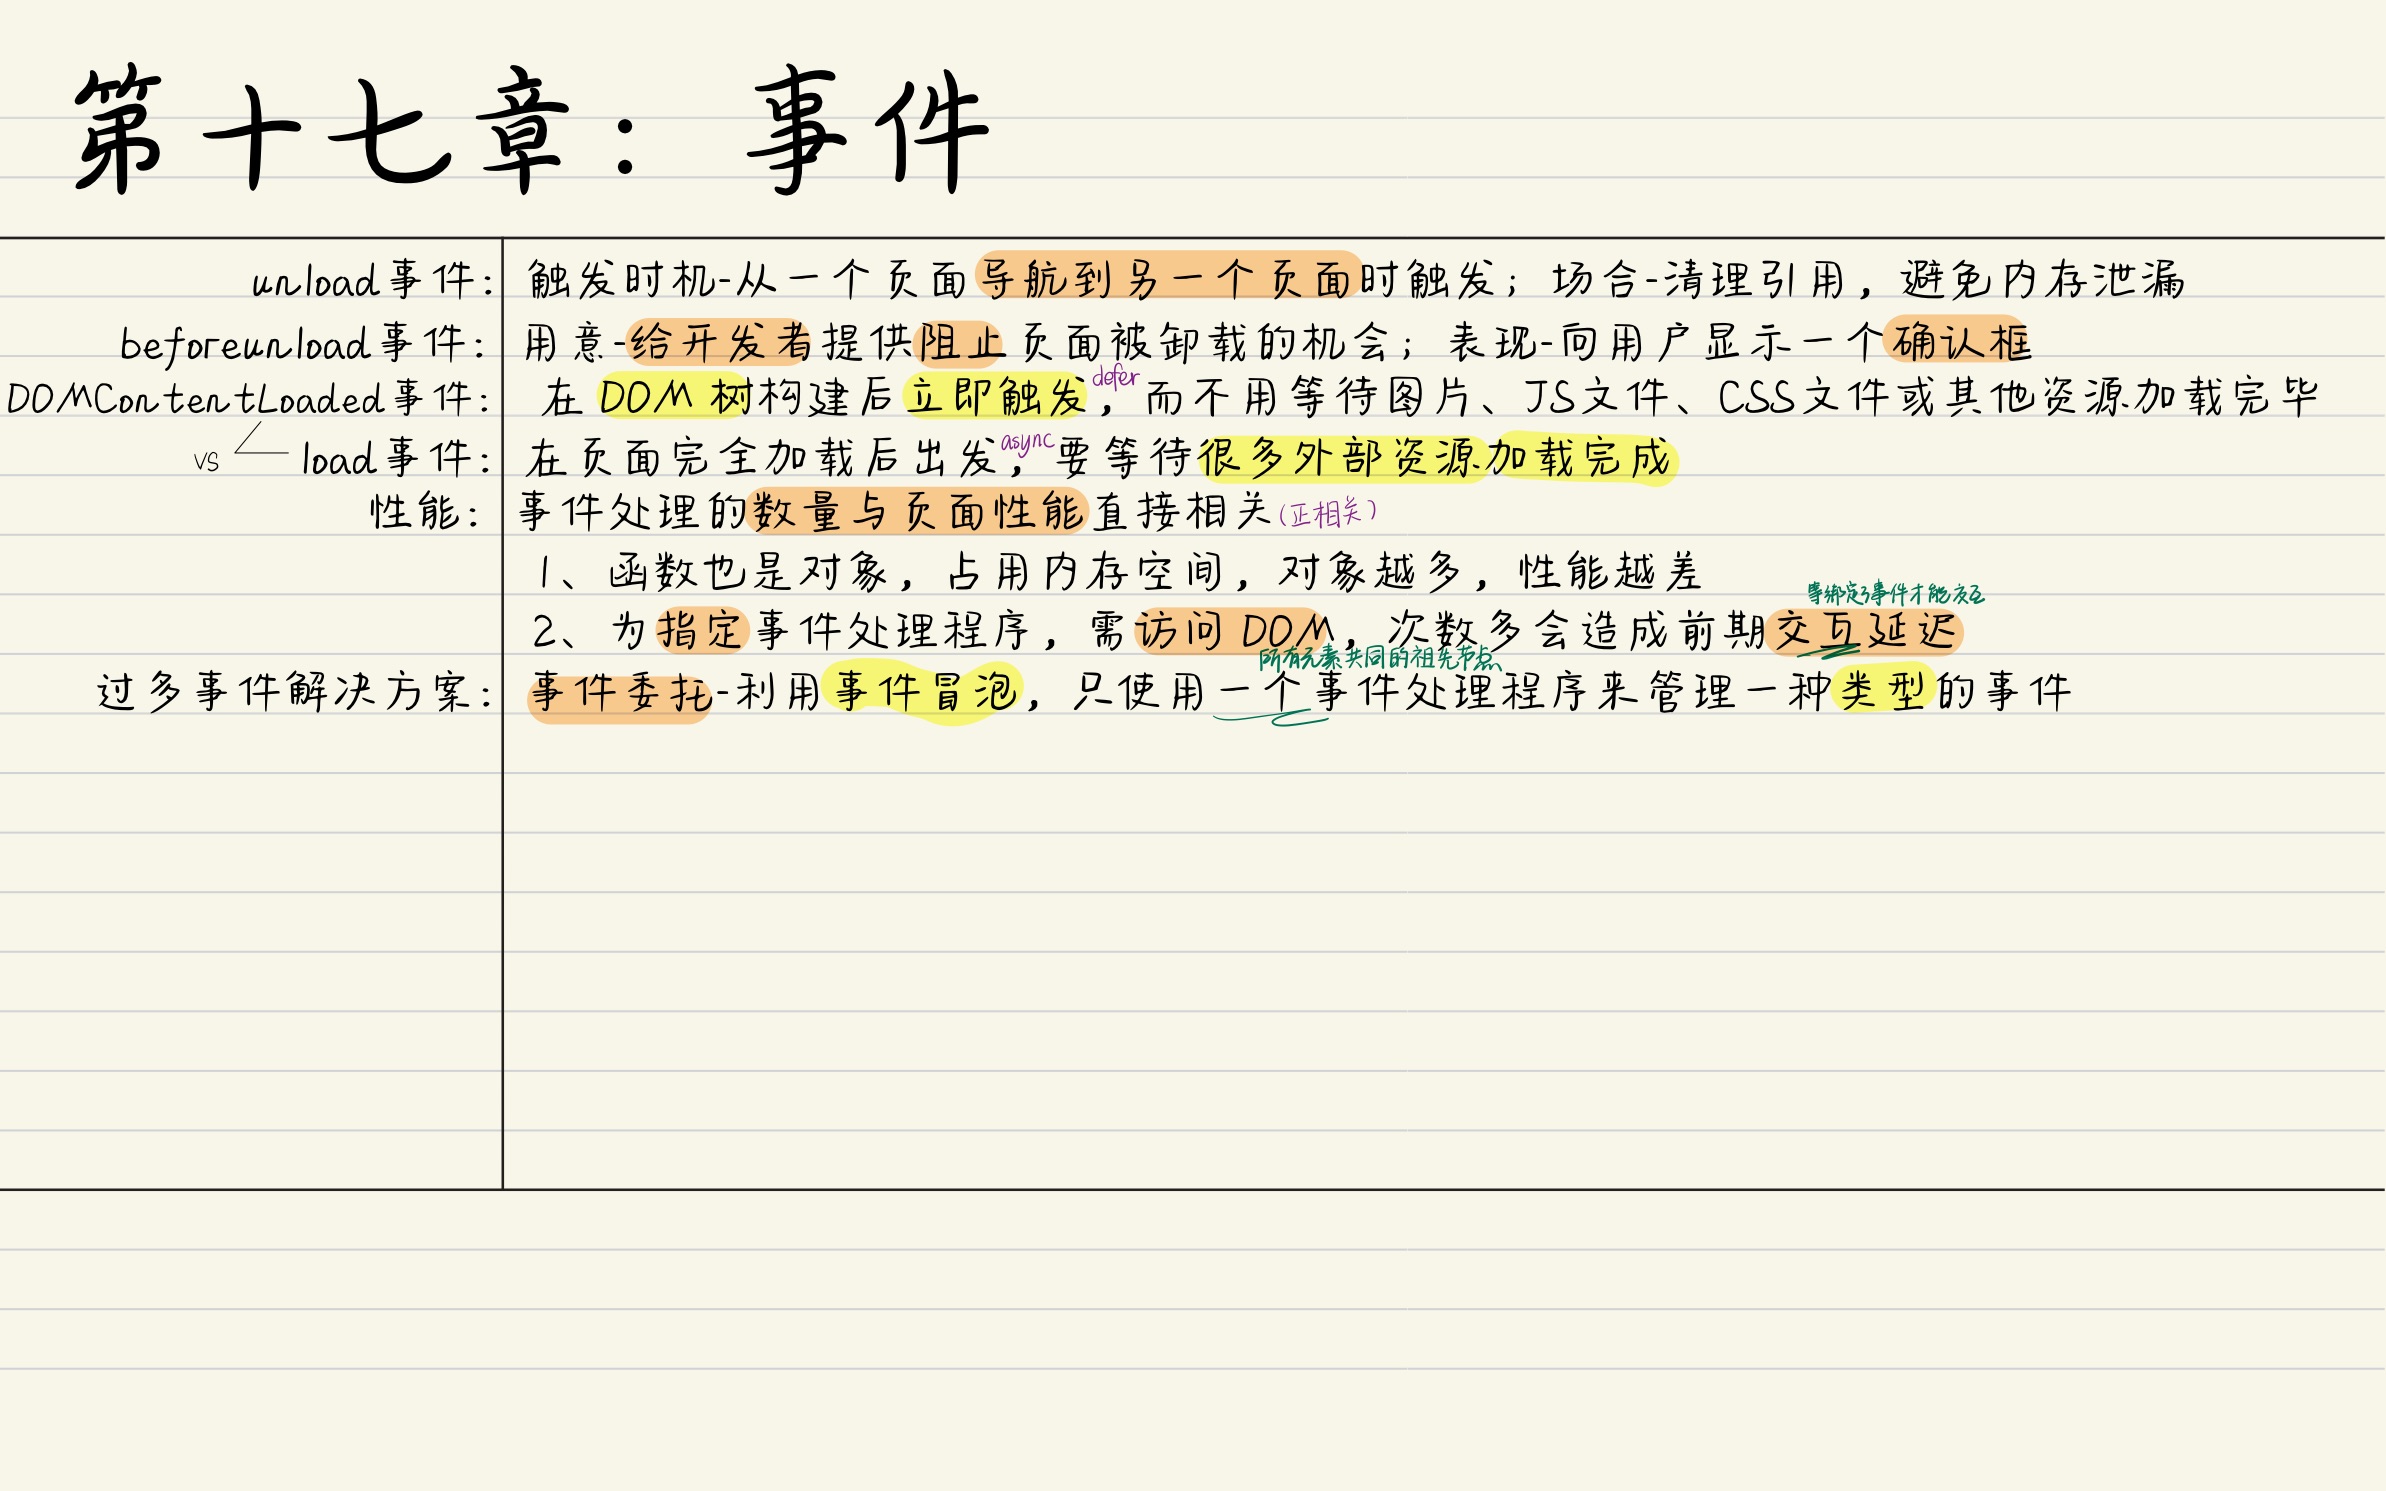 第十七章：事件
unload事件：触发时机-从一个页面导航到另一个页面时触发；场合-清理引用，避免内存泄漏
beforeunload事件：用意-给开发者提供阻止页面被卸载的机会；表现-向用户显示一个确认框
defer
DOMContentLoaded事件：在DOM树构建后立即触发，而不用等待图片、JS文件、CSS文件或其他资源加载完毕
async
vs load事件：在页面完全加载后出发，要等待很多外部资源加载完成
性能：事件处理的数量与页面性能直接相关（正相关）
1、函数也是对象，占用内存空间，对象越多，性能越差
等绑定了事件才能交互
2、为指定事件处理程序，需访问DOM，次数多会造成前期交互延迟
所有元素共同的祖先节点
过多事件解决方案：事件委托-利用事件冒泡，只使用一个事件处理程序来管理一种类型的事件